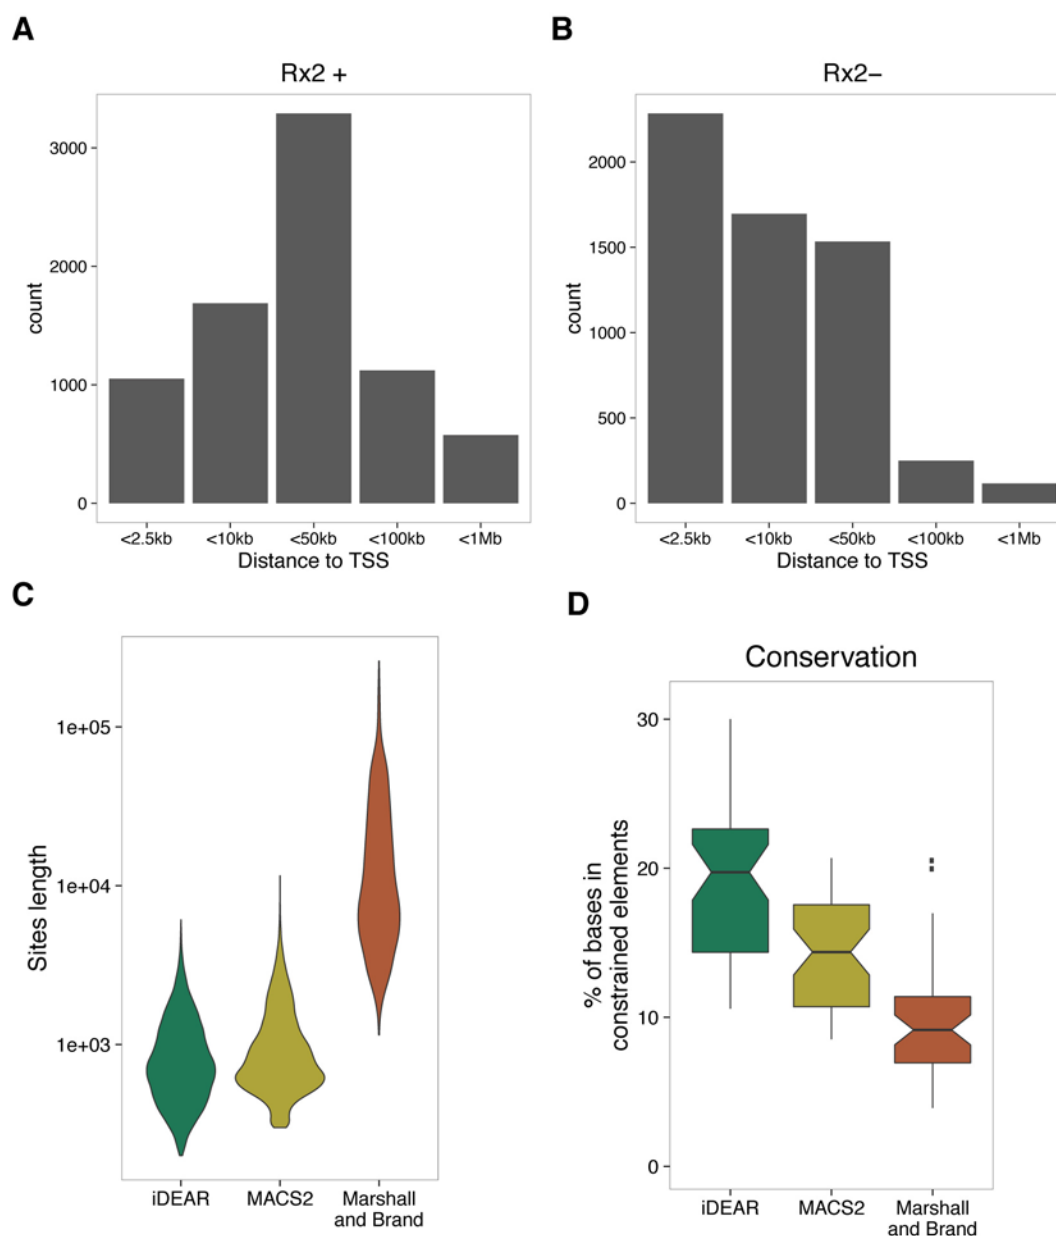 A
Rx2 +
count
3000
2000
1000
0
<2.5kb <10kb <50kb <100kb <1Mb
Distance to TSS
B
Rx2−
count
2000
1500
1000
500
0
<2.5kb <10kb <50kb <100kb <1Mb
Distance to TSS
C
Sites length
1e+05
1e+04
1e+03
iDEAR MACS2 Marshall
and Brand
D
Conservation
% of bases in
constrained elements
30
20
10
0
iDEAR MACS2 Marshall
and Brand